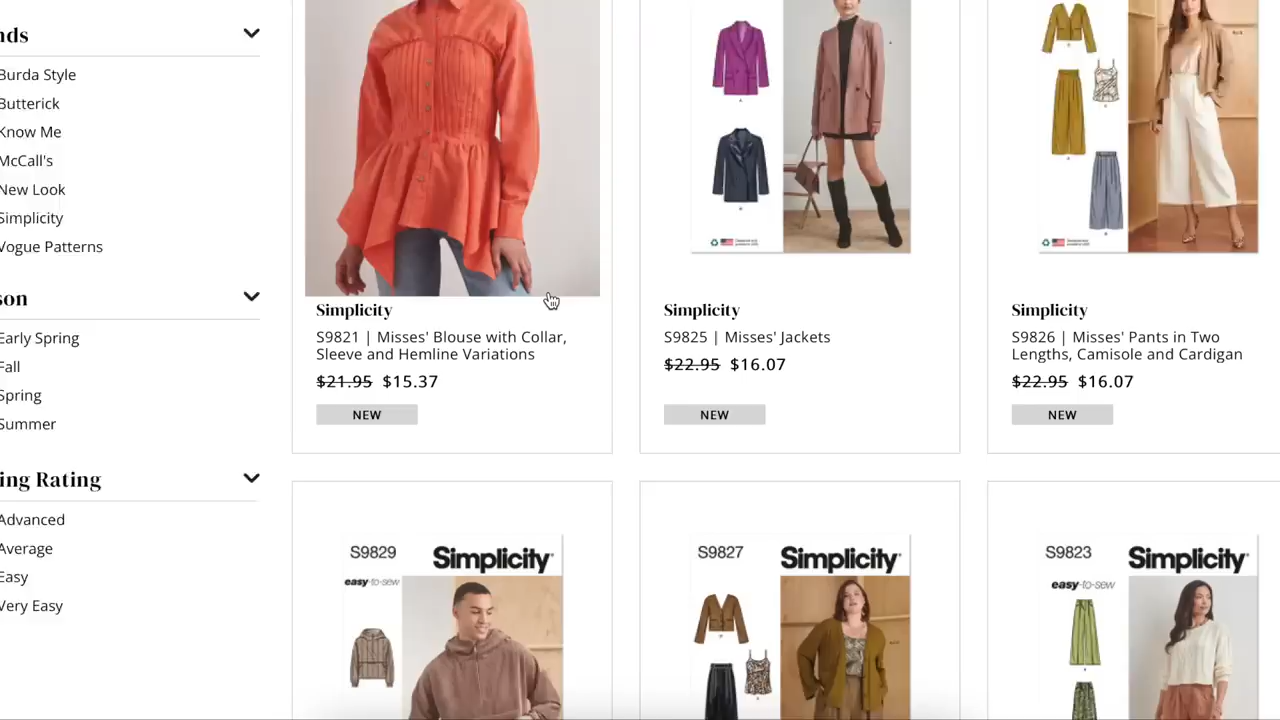 nds
Burda Style
Butterick
Know Me
McCall's
New Look
Simplicity
Vogue Patterns
son
Early Spring
Fall
Spring
Summer
ing Rating
Advanced
Average
Easy
Very Easy
Simplicity
S9821 | Misses' Blouse with Collar,
Sleeve and Hemline Variations
$21.95 $15.37
NEW
Simplicity
S9825 | Misses' Jackets
$22.95 $16.07
NEW
Simplicity
S9826 | Misses' Pants in Two
Lengths, Camisole and Cardigan
$22.95 $16.07
NEW
S9829 Simplicity
easy-to-sew
S9827 Simplicity
S9823 Simplicity
easy-to-sew